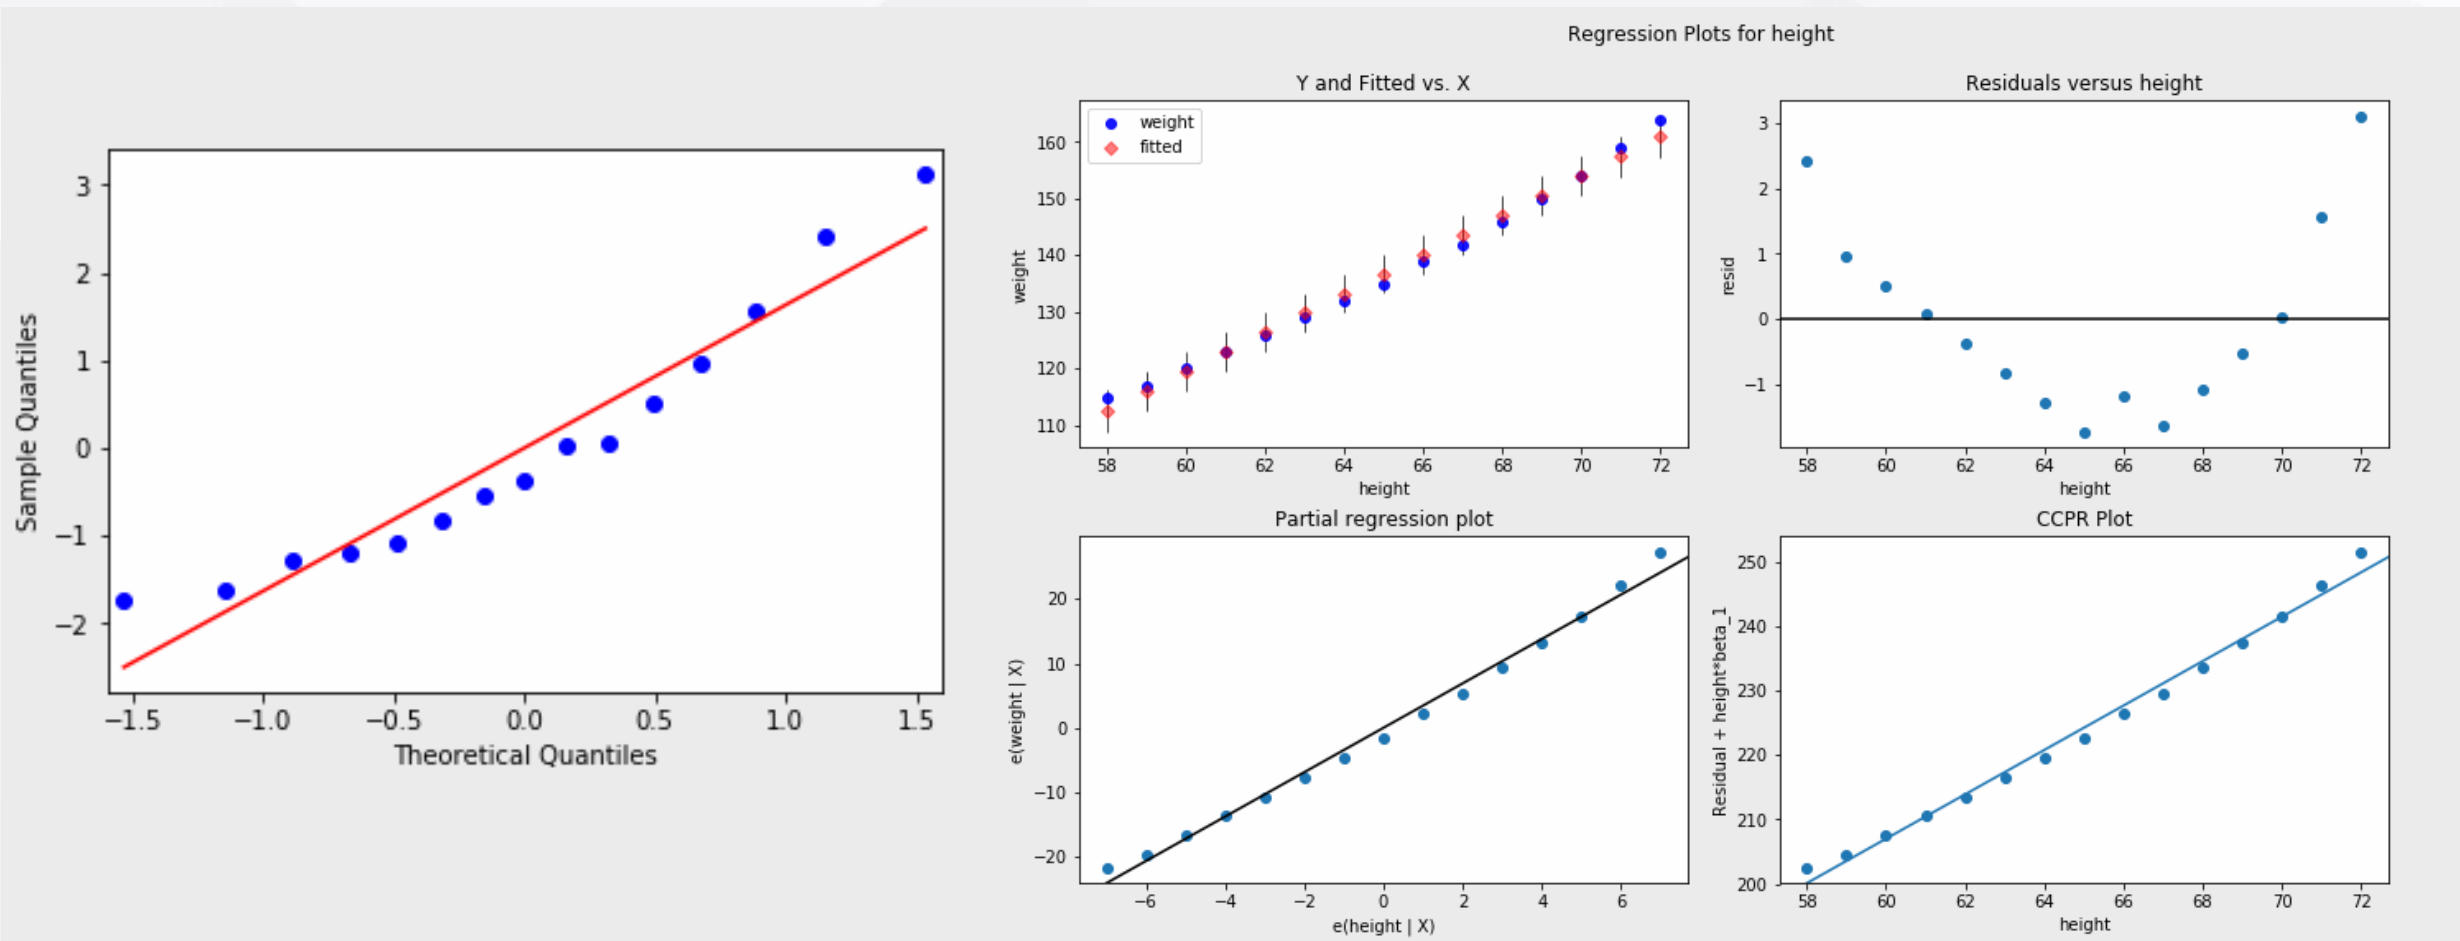 Regression Plots for height
3
2
1
0
−1
−2
−1.5 −1.0 −0.5 0.0 0.5 1.0 1.5
Sample Quantiles
Theoretical Quantiles
Y and Fitted vs. X
weight
fitted
160
150
140
130
120
110
58 60 62 64 66 68 70 72
weight
height
Residuals versus height
3
2
1
0
−1
58 60 62 64 66 68 70 72
resid
height
Partial regression plot
20
10
0
−10
−20
−6 −4 −2 0 2 4 6
e(weight | X)
e(height | X)
CCPR Plot
250
240
230
220
210
200
58 60 62 64 66 68 70 72
Residual + height*beta_1
height